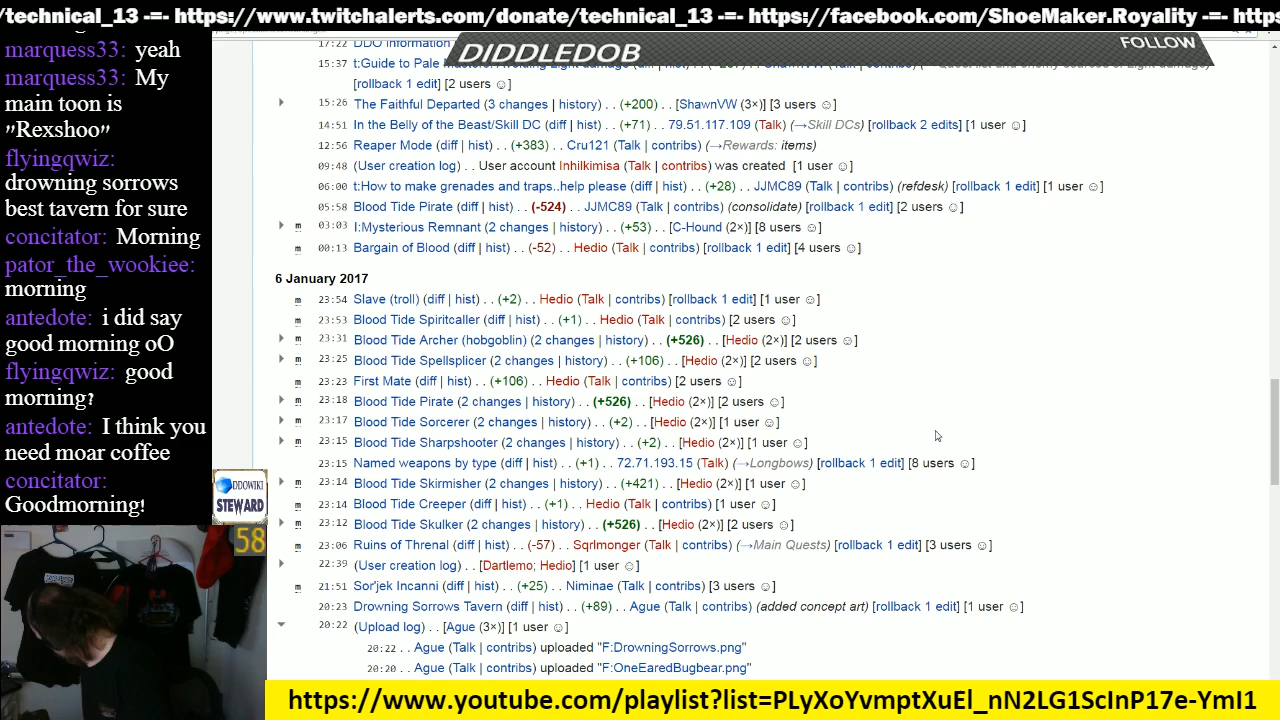 /technical_13 -=- https://www.twitchalerts.com/donate/technical_13 -=- https://facebook.com/ShoeMaker.Royality -=- https
marquess33: yeah
marquess33: My
main toon is
"Rexshoo"
flyingqwiz:
drowning sorrows
best tavern for sure
concitator: Morning
pator_the_wookiee:
morning
antedote: i did say
good morning oO
flyingqwiz: good
morning?
antedote: I think you
need moar coffee
concitator:
Goodmorning!
DDOWIKI
STEWARD
58
DIDDLEDOB
FOLLOW
17:22 DDO information
15:37 t:Guide to Pale
[rollback 1 edit] [2 users ☺]
15:26 The Faithful Departed (3 changes | history) . . (+200) . . [ShawnVW (3×)] [3 users ☺]
14:51 In the Belly of the Beast/Skill DC (diff | hist) . . (+71) . . 79.51.117.109 (Talk) (→Skill DCs) [rollback 2 edits] [1 user ☺]
12:56 Reaper Mode (diff | hist) . . (+383) . . Cru121 (Talk | contribs) (→Rewards: items)
09:48 (User creation log) . . User account Inhilkimisa (Talk | contribs) was created [1 user ☺]
06:00 t:How to make grenades and traps..help please (diff | hist) . . (+28) . . JJMC89 (Talk | contribs) (refdesk) [rollback 1 edit] [1 user ☺]
05:58 Blood Tide Pirate (diff | hist) . . (-524) . . JJMC89 (Talk | contribs) (consolidate) [rollback 1 edit] [2 users ☺]
m 03:03 I:Mysterious Remnant (2 changes | history) . . (+53) . . [C-Hound (2×)] [8 users ☺]
m 00:13 Bargain of Blood (diff | hist) . . (-52) . . Hedio (Talk | contribs) [rollback 1 edit] [4 users ☺]
6 January 2017
m 23:54 Slave (troll) (diff | hist) . . (+2) . . Hedio (Talk | contribs) [rollback 1 edit] [1 user ☺]
m 23:53 Blood Tide Spiritcaller (diff | hist) . . (+1) . . Hedio (Talk | contribs) [2 users ☺]
m 23:31 Blood Tide Archer (hobgoblin) (2 changes | history) . . (+526) . . [Hedio (2×)] [2 users ☺]
m 23:25 Blood Tide Spellsplicer (2 changes | history) . . (+106) . . [Hedio (2×)] [2 users ☺]
m 23:23 First Mate (diff | hist) . . (+106) . . Hedio (Talk | contribs) [2 users ☺]
m 23:18 Blood Tide Pirate (2 changes | history) . . (+526) . . [Hedio (2×)] [2 users ☺]
m 23:17 Blood Tide Sorcerer (2 changes | history) . . (+2) . . [Hedio (2×)] [1 user ☺]
m 23:15 Blood Tide Sharpshooter (2 changes | history) . . (+2) . . [Hedio (2×)] [1 user ☺]
23:15 Named weapons by type (diff | hist) . . (+1) . . 72.71.193.15 (Talk) (→Longbows) [rollback 1 edit] [8 users ☺]
m 23:14 Blood Tide Skirmisher (2 changes | history) . . (+421) . . [Hedio (2×)] [1 user ☺]
m 23:14 Blood Tide Creeper (diff | hist) . . (+1) . . Hedio (Talk | contribs) [1 user ☺]
m 23:12 Blood Tide Skulker (2 changes | history) . . (+526) . . [Hedio (2×)] [2 users ☺]
23:06 Ruins of Threnal (diff | hist) . . (-57) . . Sqrlmonger (Talk | contribs) (→Main Quests) [rollback 1 edit] [3 users ☺]
22:39 (User creation log) . . [Dartlemo; Hedio] [1 user ☺]
m 21:51 Sor'jek Incanni (diff | hist) . . (+25) . . Niminae (Talk | contribs) [3 users ☺]
20:23 Drowning Sorrows Tavern (diff | hist) . . (+89) . . Ague (Talk | contribs) (added concept art) [rollback 1 edit] [1 user ☺]
20:22 (Upload log) . . [Ague (3×)] [1 user ☺]
20:22 . . Ague (Talk | contribs) uploaded "F:DrowningSorrows.png"
20:20 . . Ague (Talk | contribs) uploaded "F:OneEaredBugbear.png"
https://www.youtube.com/playlist?list=PLyXoYvmptXuEl_nN2LG1ScInP17e-YmI1